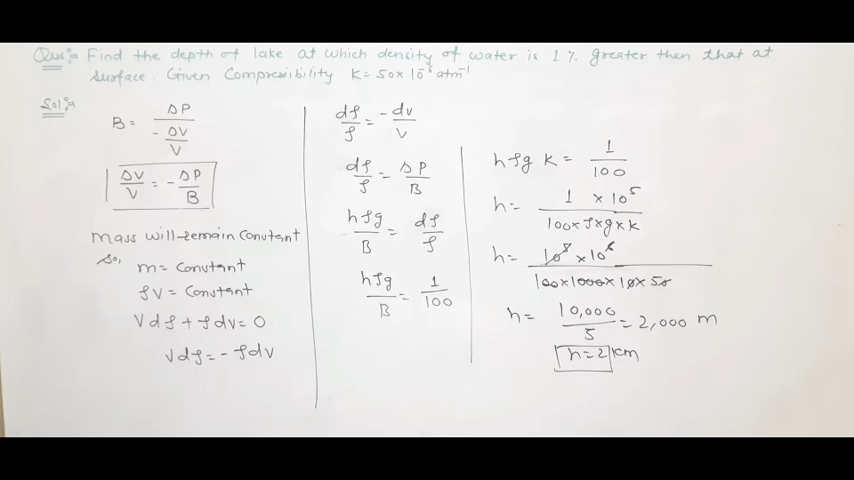 Ques:- Find the depth of lake at which density of water is 1% greater then that at
surface. Given Compressibility K = 50 × 10⁻⁶ atm⁻¹
Sol:→
B = ΔP / (- ΔV/V)
ΔV/V = - ΔP/B
Mass will remain Constant
So,
m = Constant
ρV = Constant
Vdρ + ρdv = 0
Vdρ = - ρdV
dρ/ρ = - dv/V
dρ/ρ = ΔP/B
hρg/B = dρ/ρ
hρg/B = 1/100
hρg K = 1/100
h = 1 × 10⁵ / 100×ρ×g×K
h = 10⁵ × 10⁶ / 100×1000×10×50
h = 10,000/5 = 2,000 m
h = 2 km